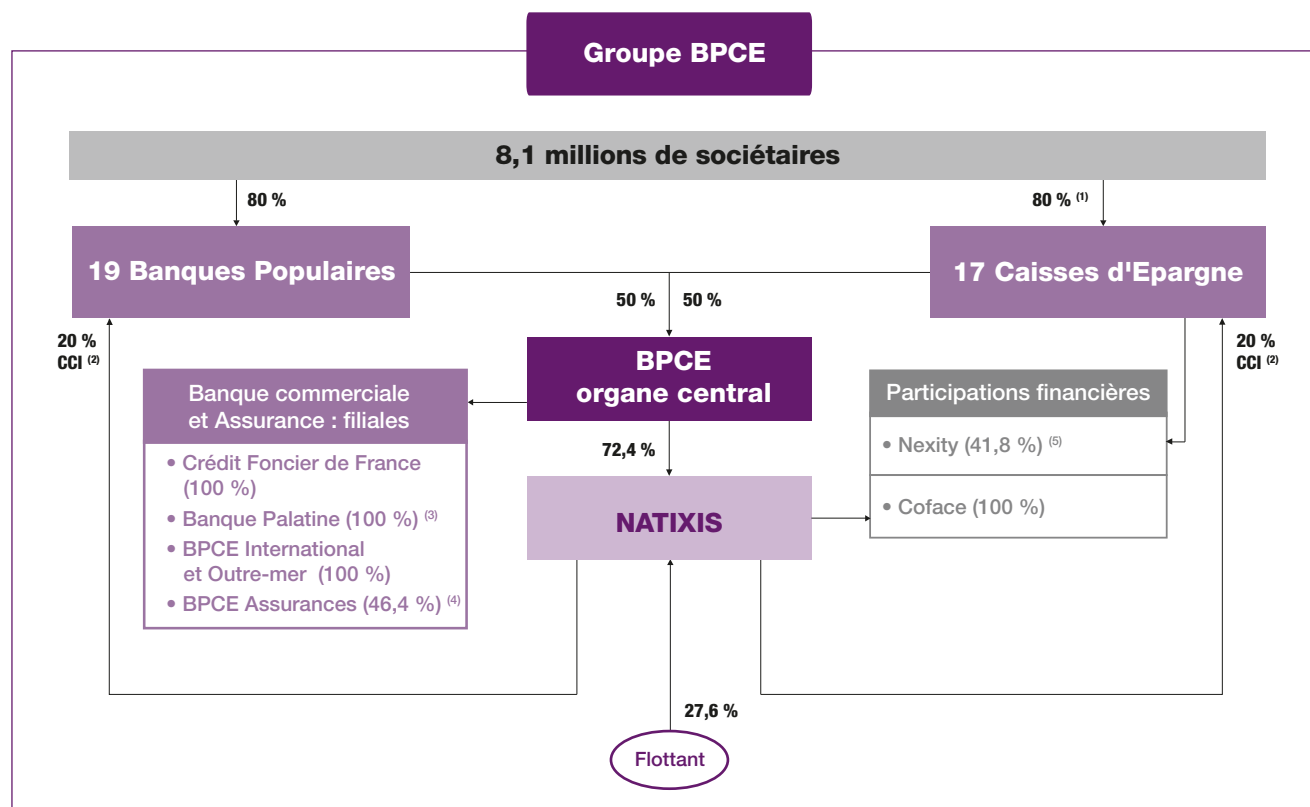 Groupe BPCE
8,1 millions de sociétaires
80 %
80 % (1)
19 Banques Populaires
17 Caisses d'Epargne
50 %
50 %
20 %
CCI (2)
BPCE
organe central
20 %
CCI (2)
Banque commerciale
et Assurance : filiales
• Crédit Foncier de France
(100 %)
• Banque Palatine (100 %) (3)
• BPCE International
et Outre-mer (100 %)
• BPCE Assurances (46,4 %) (4)
Participations financières
• Nexity (41,8 %) (5)
• Coface (100 %)
72,4 %
NATIXIS
27,6 %
Flottant